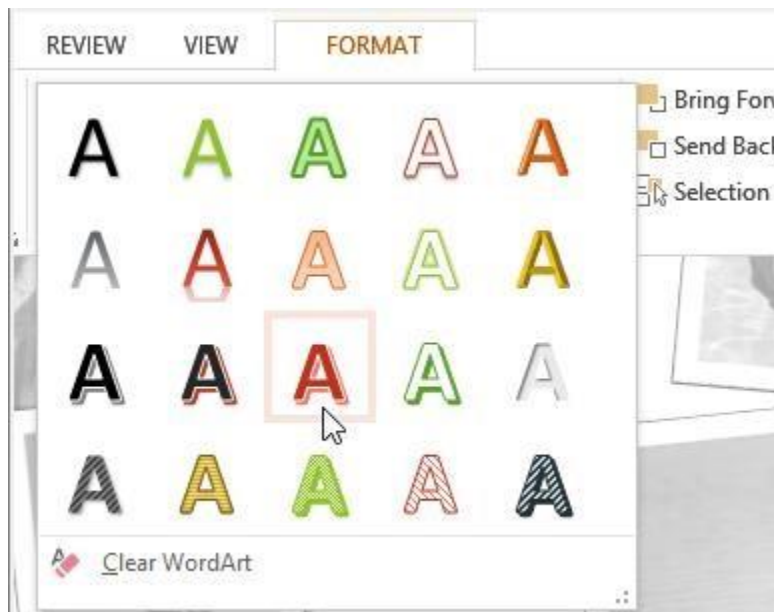 REVIEW VIEW FORMAT
A A A A A
Bring For
Send Back
Selection
A A A A A
A A A A A
A A A A A
Clear WordArt